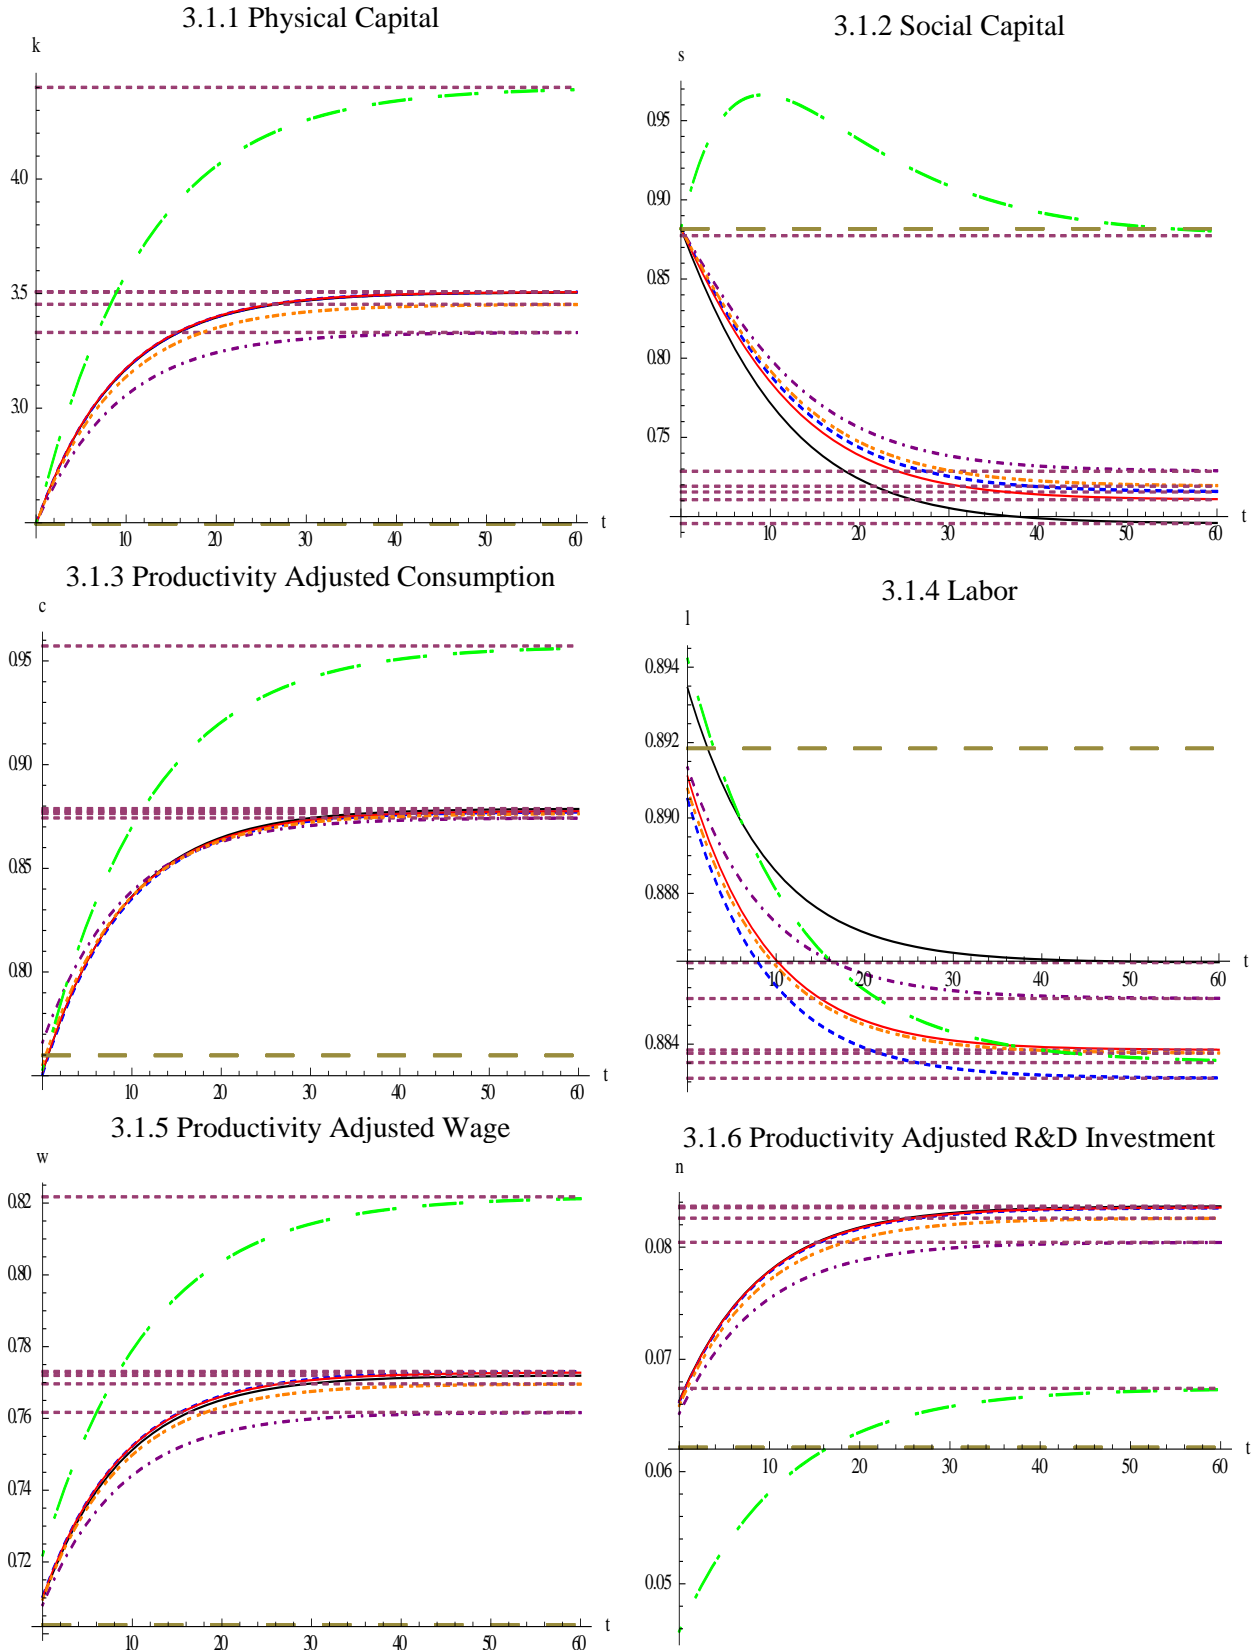 3.1.1 Physical Capital
k
4.0
3.5
3.0
10 20 30 40 50 60 t
3.1.2 Social Capital
s
0.95
0.90
0.85
0.80
0.75
10 20 30 40 50 60 t
3.1.3 Productivity Adjusted Consumption
c
0.95
0.90
0.85
0.80
10 20 30 40 50 60 t
3.1.4 Labor
l
0.894
0.892
0.890
0.888
0.884
10 20 30 40 50 60 t
3.1.5 Productivity Adjusted Wage
w
0.82
0.80
0.78
0.76
0.74
0.72
10 20 30 40 50 60 t
3.1.6 Productivity Adjusted R&D Investment
n
0.08
0.07
0.06
0.05
10 20 30 40 50 60 t